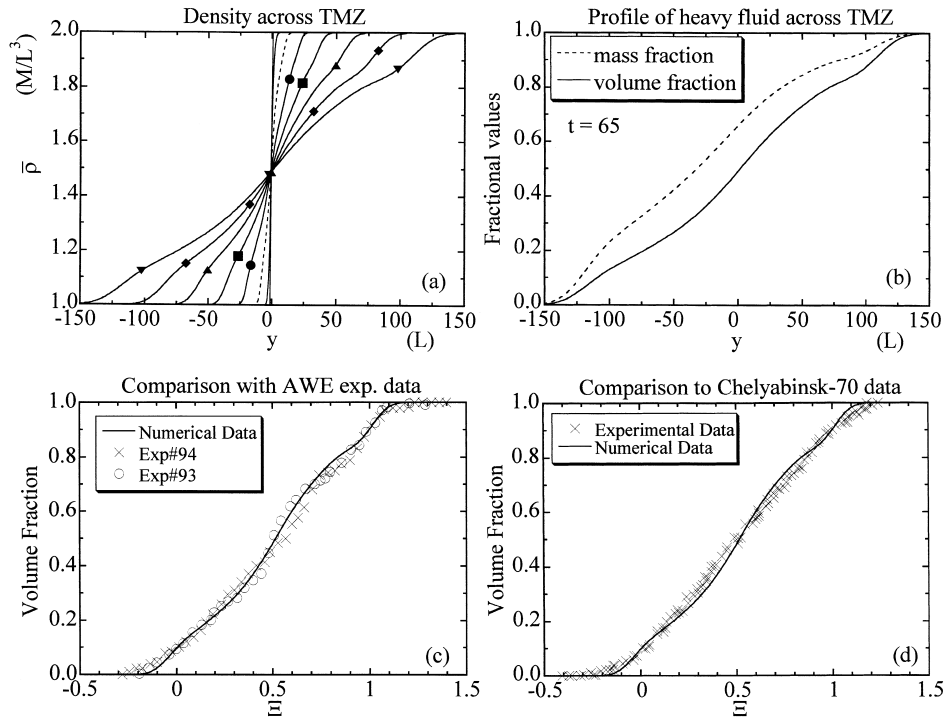 Density across TMZ
ρ̄ (M/L³)
2.0
1.8
1.6
1.4
1.2
1.0
(a)
-150 -100 -50 0 50 100 150
y (L)
Profile of heavy fluid across TMZ
Fractional values
1.0
0.8
0.6
0.4
0.2
0.0
mass fraction
volume fraction
t = 65
(b)
-150 -100 -50 0 50 100 150
y (L)
Comparison with AWE exp. data
Volume Fraction
1.0
0.8
0.6
0.4
0.2
0.0
Numerical Data
Exp#94
Exp#93
(c)
-0.5 0 0.5 1 1.5
Ξ
Comparison to Chelyabinsk-70 data
Volume Fraction
1.0
0.8
0.6
0.4
0.2
0.0
Experimental Data
Numerical Data
(d)
-0.5 0 0.5 1 1.5
Ξ